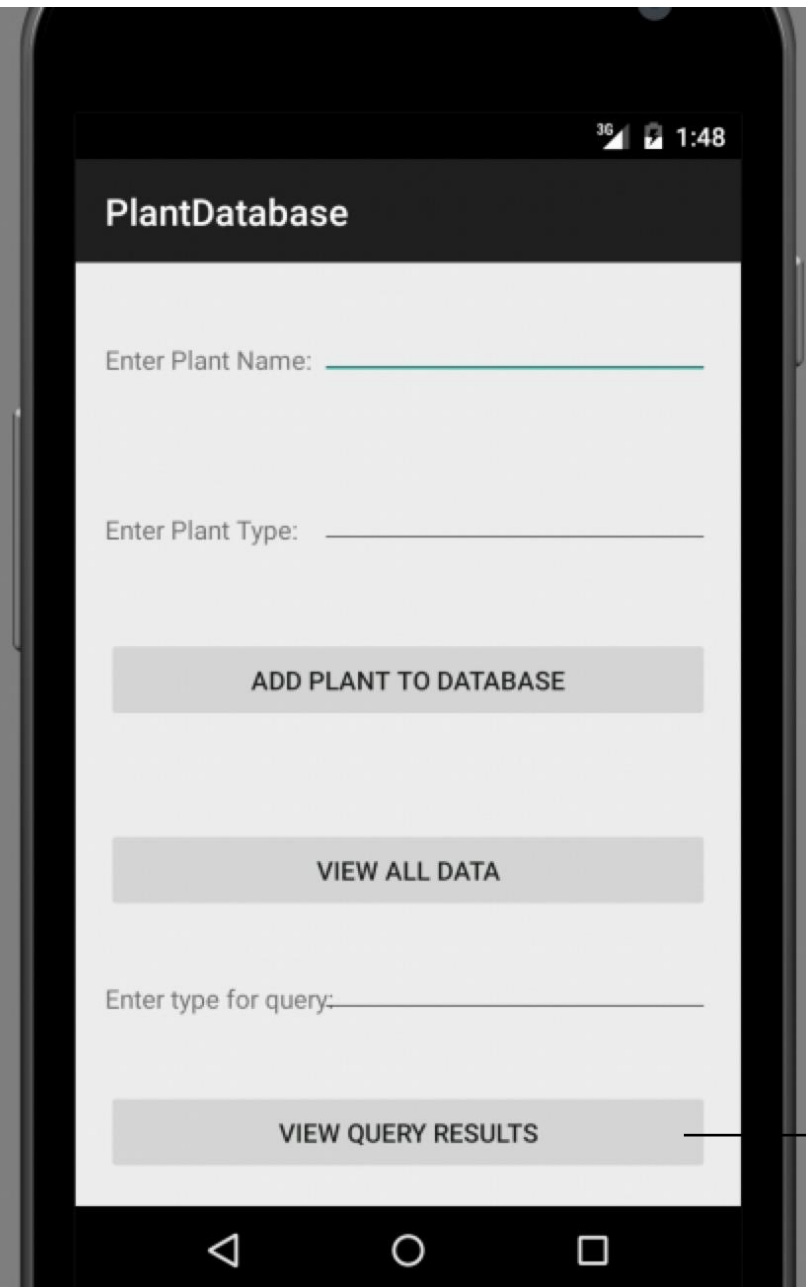 3G 1:48
PlantDatabase
Enter Plant Name:
Enter Plant Type:
ADD PLANT TO DATABASE
VIEW ALL DATA
Enter type for query:
VIEW QUERY RESULTS